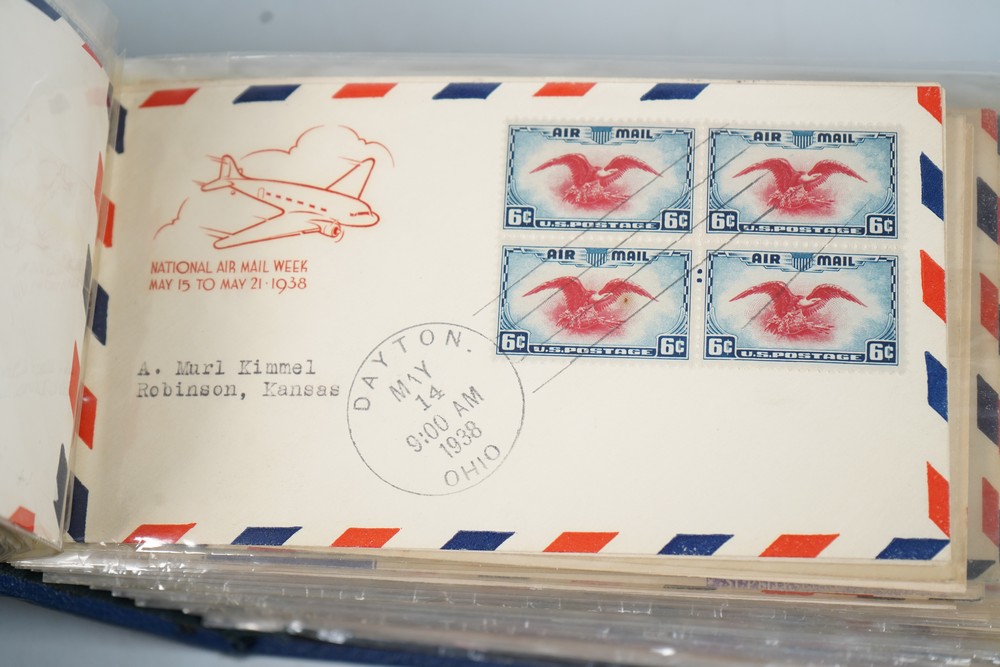 AIR MAIL
6¢ U.S. POSTAGE 6¢
AIR MAIL
6¢ U.S. POSTAGE 6¢
AIR MAIL
6¢ U.S. POSTAGE 6¢
AIR MAIL
6¢ U.S. POSTAGE 6¢
NATIONAL AIR MAIL WEEK
MAY 15 TO MAY 21·1938
A. Murl Kimmel
Robinson, Kansas
DAYTON.
MAY
14
9:00 AM
1938
OHIO